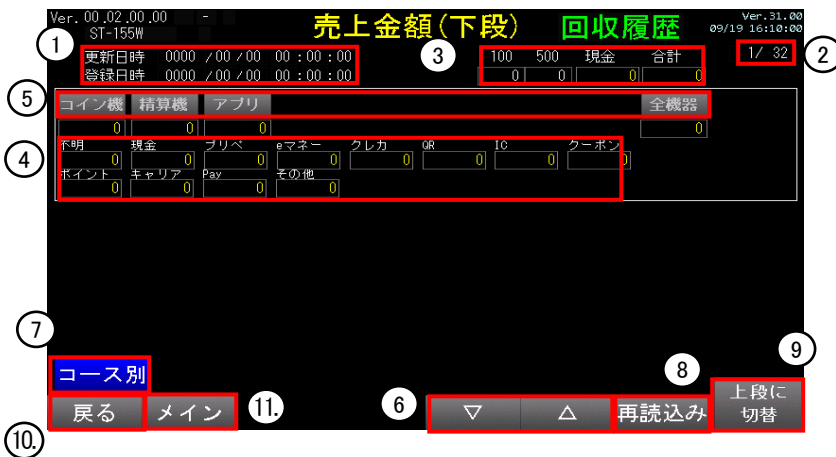 Ver. 00.02.00.00 -
ST-155W
売上金額(下段) 回収履歴
Ver.31.00
09/19 16:10:00
① ③ ②
更新日時 0000 /00 /00 00 :00 :00
登録日時 0000 /00 /00 00 :00 :00
100 500 現金 合計
0 0 0 0
1/ 32
⑤
コイン機 精算機 アプリ 全機器
0 0 0 0
④
不明 現金 プリペ eマネー クレカ QR IC クーポン
0 0 0 0 0 0 0 0
ポイント キャリア Pay その他
0 0 0 0
⑦ ⑨
コース別 ⑧
戻る メイン 11. ⑥ ▽ △ 再読込み 上段に
切替
10.